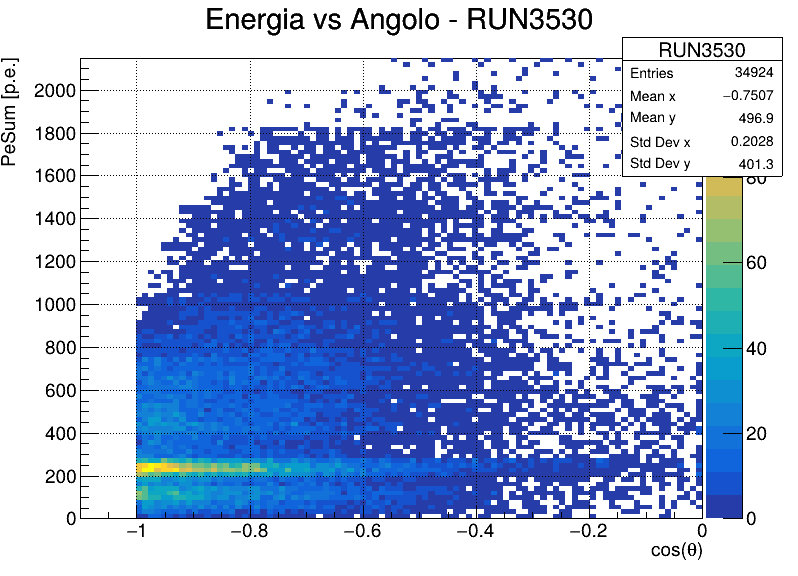 Energia vs Angolo - RUN3530
RUN3530
Entries 34924
Mean x −0.7507
Mean y 496.9
Std Dev x 0.2028
Std Dev y 401.3
PeSum [p.e.]
2000
1800
1600
1400
1200
1000
800
600
400
200
0
−1 −0.8 −0.6 −0.4 −0.2 0
cos(θ)
80
60
40
20
0